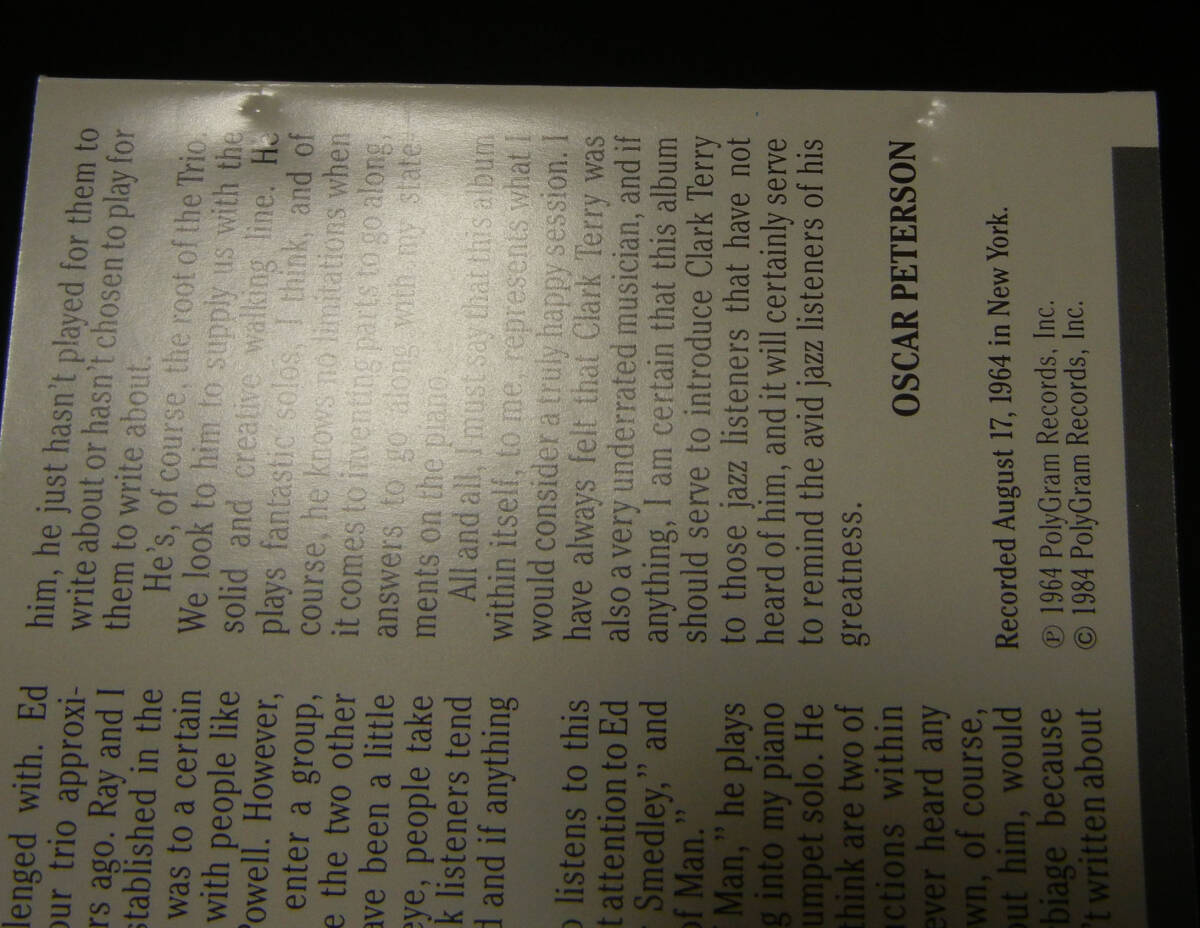 lenged with. Ed
our trio approxi-
rs ago. Ray and I
stablished in the
was to a certain
with people like
Powell. However,
enter a group,
e the two other
ave been a little
eye, people take
k listeners tend
d and if anything
o listens to this
t attention to Ed
Smedley,” and
of Man.”
Man,” he plays
g into my piano
umpet solo. He
think are two of
ctions within
ever heard any
wn, of course,
out him, would
biage because
’t written about
him, he just hasn’t played for them to
write about or hasn’t chosen to play for
them to write about.
He’s, of course, the root of the Trio.
We look to him to supply us with the
solid and creative walking line. He
plays fantastic solos, I think, and of
course, he knows no limitations when
it comes to inventing parts to go along,
answers to go along with my state-
ments on the piano.
All and all, I must say that this album
within itself, to me, represents what I
would consider a truly happy session. I
have always felt that Clark Terry was
also a very underrated musician, and if
anything, I am certain that this album
should serve to introduce Clark Terry
to those jazz listeners that have not
heard of him, and it will certainly serve
to remind the avid jazz listeners of his
greatness.
OSCAR PETERSON
Recorded August 17, 1964 in New York.
℗ 1964 PolyGram Records, Inc.
© 1984 PolyGram Records, Inc.